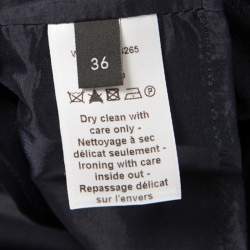 36
Dry clean with
care only -
Nettoyage à sec
délicat seulement -
Ironing with care
inside out -
Repassage délicat
sur l'envers